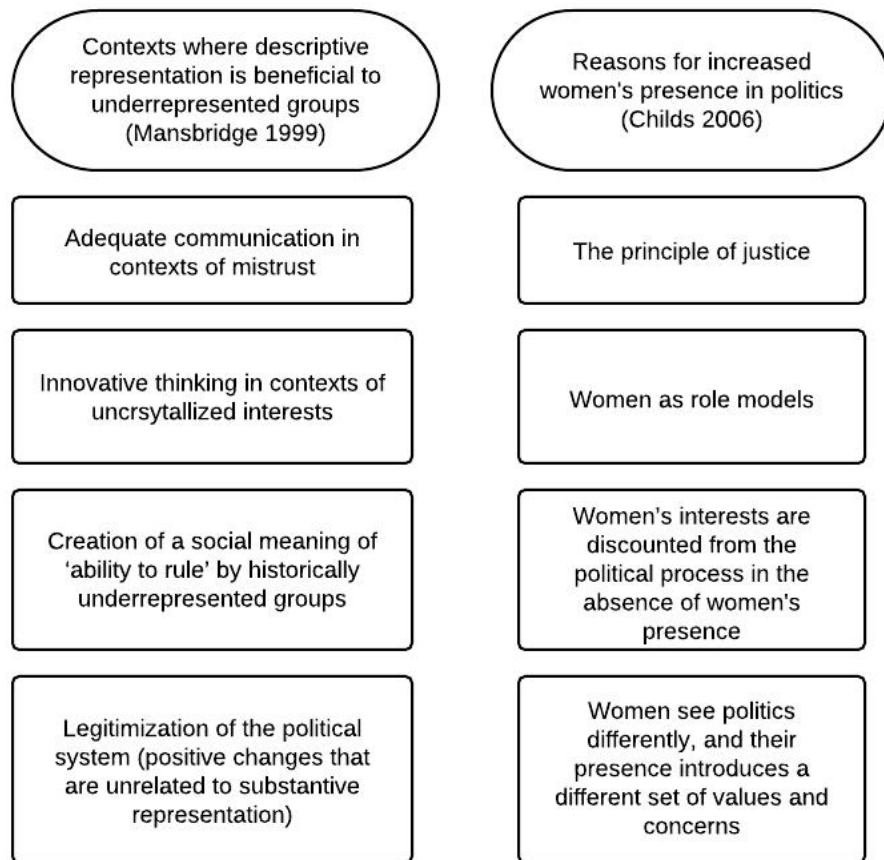 Contexts where descriptive
representation is beneficial to
underrepresented groups
(Mansbridge 1999)
Reasons for increased
women's presence in politics
(Childs 2006)
Adequate communication in
contexts of mistrust
The principle of justice
Innovative thinking in contexts of
uncrsytallized interests
Women as role models
Creation of a social meaning of
‘ability to rule’ by historically
underrepresented groups
Women’s interests are
discounted from the
political process in the
absence of women's
presence
Legitimization of the political
system (positive changes that
are unrelated to substantive
representation)
Women see politics
differently, and their
presence introduces a
different set of values and
concerns